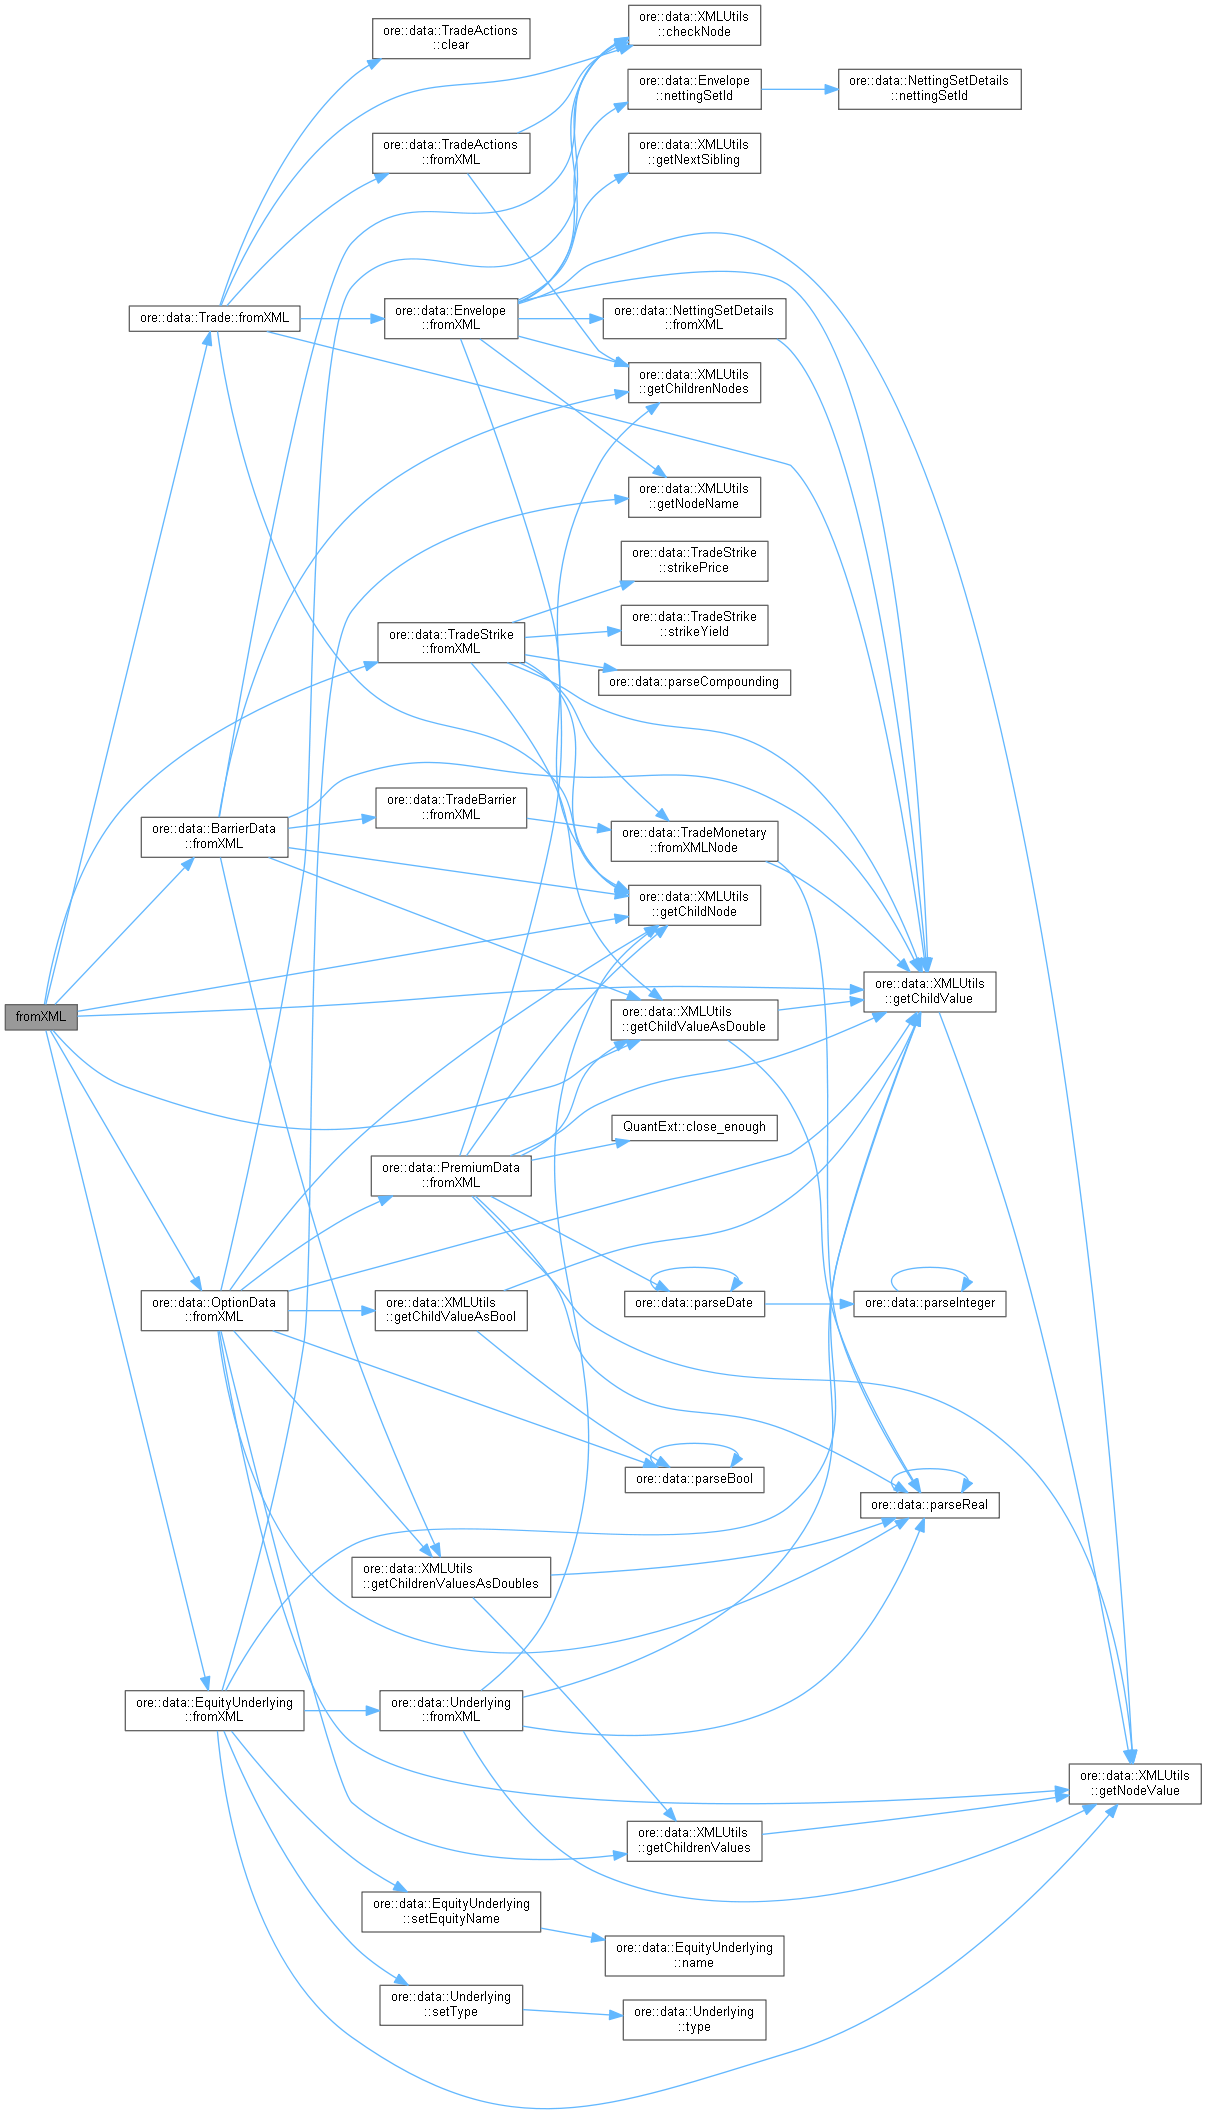 ore::data::TradeActions
::clear
ore::data::XMLUtils
::checkNode
ore::data::Envelope
::nettingSetId
ore::data::NettingSetDetails
::nettingSetId
ore::data::TradeActions
::fromXML
ore::data::XMLUtils
::getNextSibling
ore::data::Trade::fromXML
ore::data::Envelope
::fromXML
ore::data::NettingSetDetails
::fromXML
ore::data::XMLUtils
::getChildrenNodes
ore::data::XMLUtils
::getNodeName
ore::data::TradeStrike
::strikePrice
ore::data::TradeStrike
::strikeYield
ore::data::TradeStrike
::fromXML
ore::data::parseCompounding
ore::data::TradeBarrier
::fromXML
ore::data::BarrierData
::fromXML
ore::data::TradeMonetary
::fromXMLNode
ore::data::XMLUtils
::getChildNode
ore::data::XMLUtils
::getChildValue
fromXML
ore::data::XMLUtils
::getChildValueAsDouble
QuantExt::close_enough
ore::data::PremiumData
::fromXML
ore::data::OptionData
::fromXML
ore::data::XMLUtils
::getChildValueAsBool
ore::data::parseDate
ore::data::parseInteger
ore::data::parseBool
ore::data::parseReal
ore::data::XMLUtils
::getChildrenValuesAsDoubles
ore::data::EquityUnderlying
::fromXML
ore::data::Underlying
::fromXML
ore::data::XMLUtils
::getNodeValue
ore::data::XMLUtils
::getChildrenValues
ore::data::EquityUnderlying
::setEquityName
ore::data::EquityUnderlying
::name
ore::data::Underlying
::setType
ore::data::Underlying
::type